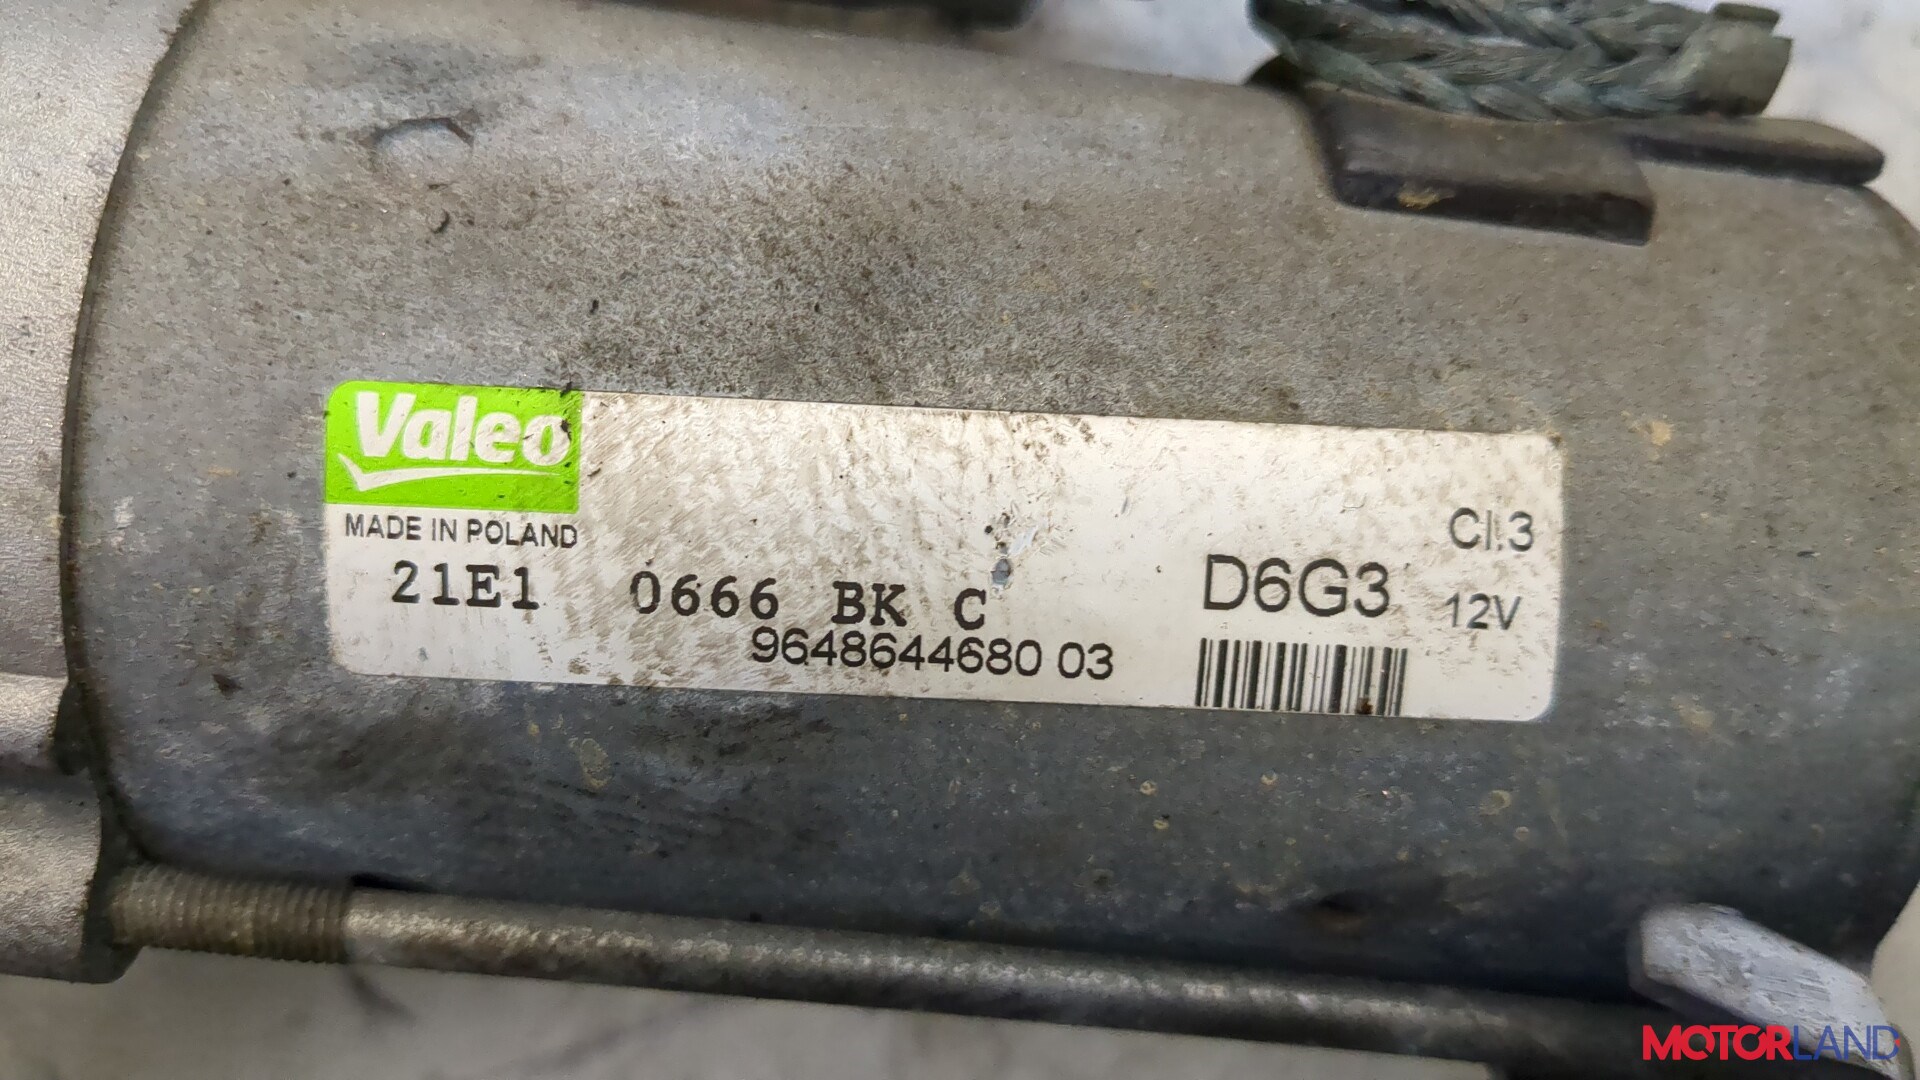 Valeo
MADE IN POLAND
Cl.3
21E1 0666 BK C D6G3 12V
9648644680 03
MOTORLAND